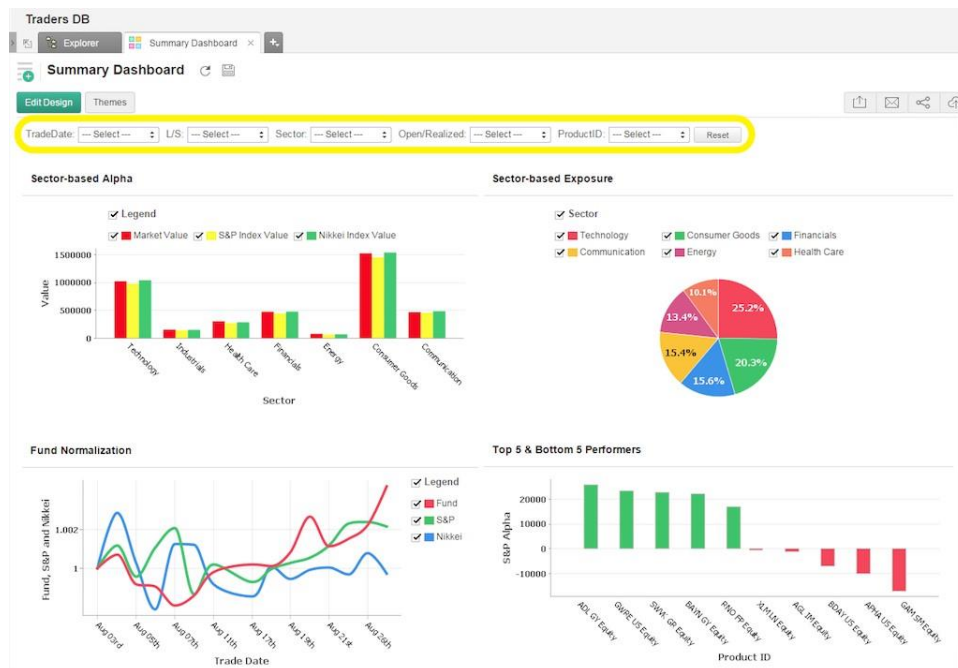 Traders DB
Explorer
Summary Dashboard ×
Summary Dashboard
Edit Design Themes
TradeDate: --- Select --- L/S: --- Select --- Sector: --- Select --- Open/Realized: --- Select --- ProductID: --- Select --- Reset
Sector-based Alpha
Legend
Market Value S&P Index Value Nikkei Index Value
1500000
1000000
500000
0
Value
Technology
Industrials
Health Care
Financials
Energy
Consumer Goods
Communication
Sector
Sector-based Exposure
Sector
Technology Consumer Goods Financials
Communication Energy Health Care
10.1%
25.2%
13.4%
15.4%
20.3%
15.6%
Fund Normalization
Legend
Fund
S&P
Nikkei
1.002
1
Fund, S&P and Nikkei
Aug 03rd
Aug 05th
Aug 07th
Aug 11th
Aug 17th
Aug 19th
Aug 21st
Aug 26th
Trade Date
Top 5 & Bottom 5 Performers
20000
10000
0
-10000
S&P Alpha
ADL GY Equity
GWPE US Equity
SWVK GR Equity
BAYN GY Equity
RNO FP Equity
XLM LN Equity
AGL IM Equity
BDAY US Equity
APHA US Equity
GAM SM Equity
Product ID